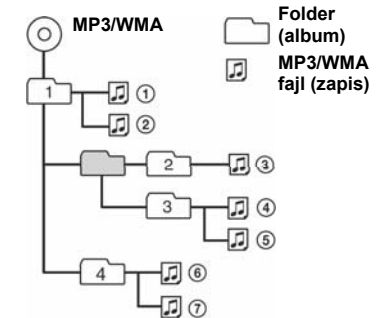 MP3/WMA
Folder
(album)
MP3/WMA
fajl (zapis)
1
①
②
2
③
3
④
⑤
4
⑥
⑦